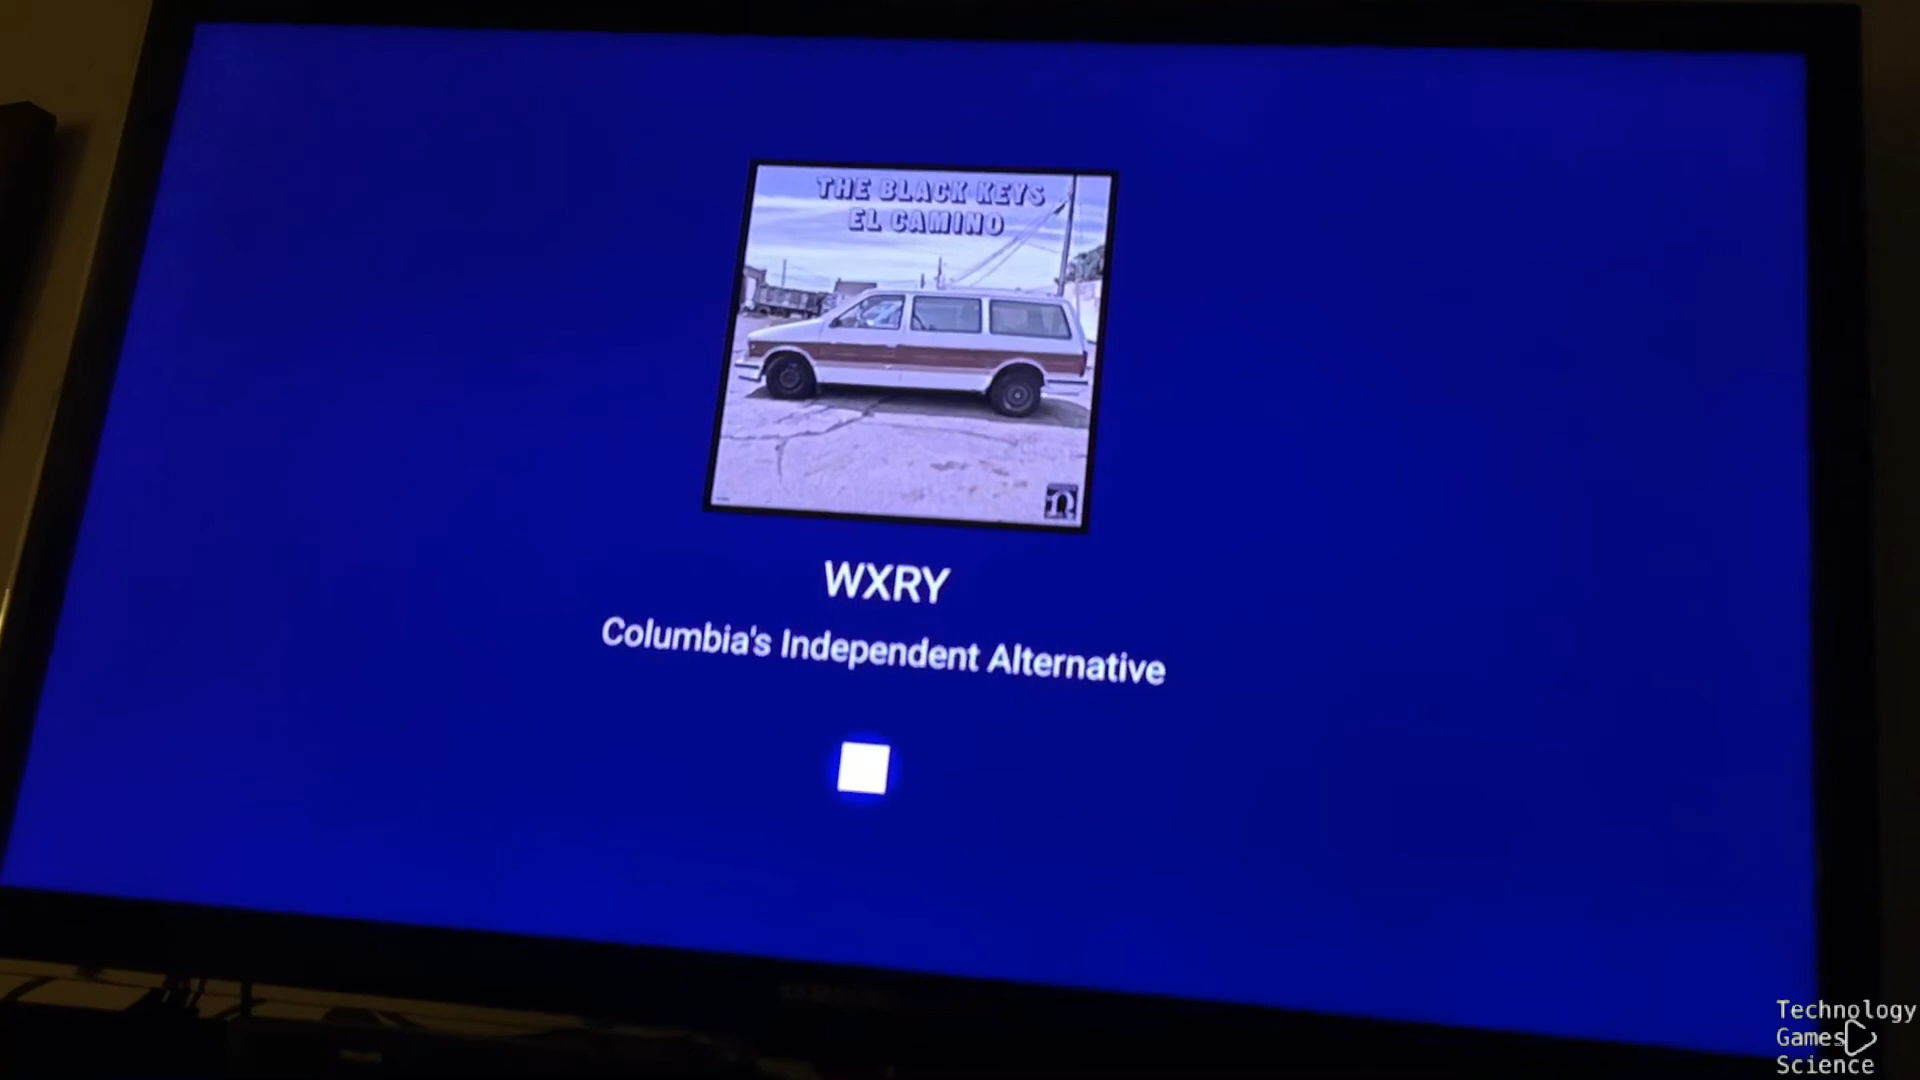 THE BLACK KEYS
EL CAMINO
n
WXRY
Columbia's Independent Alternative
Technology
Games
Science